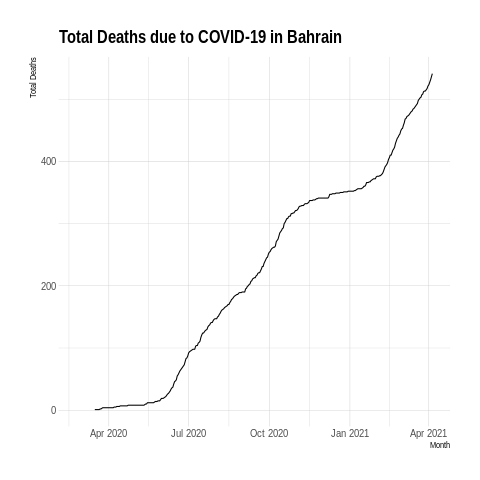 Total Deaths due to COVID-19 in Bahrain
Total Deaths
400
200
0
Apr 2020 Jul 2020 Oct 2020 Jan 2021 Apr 2021
Month